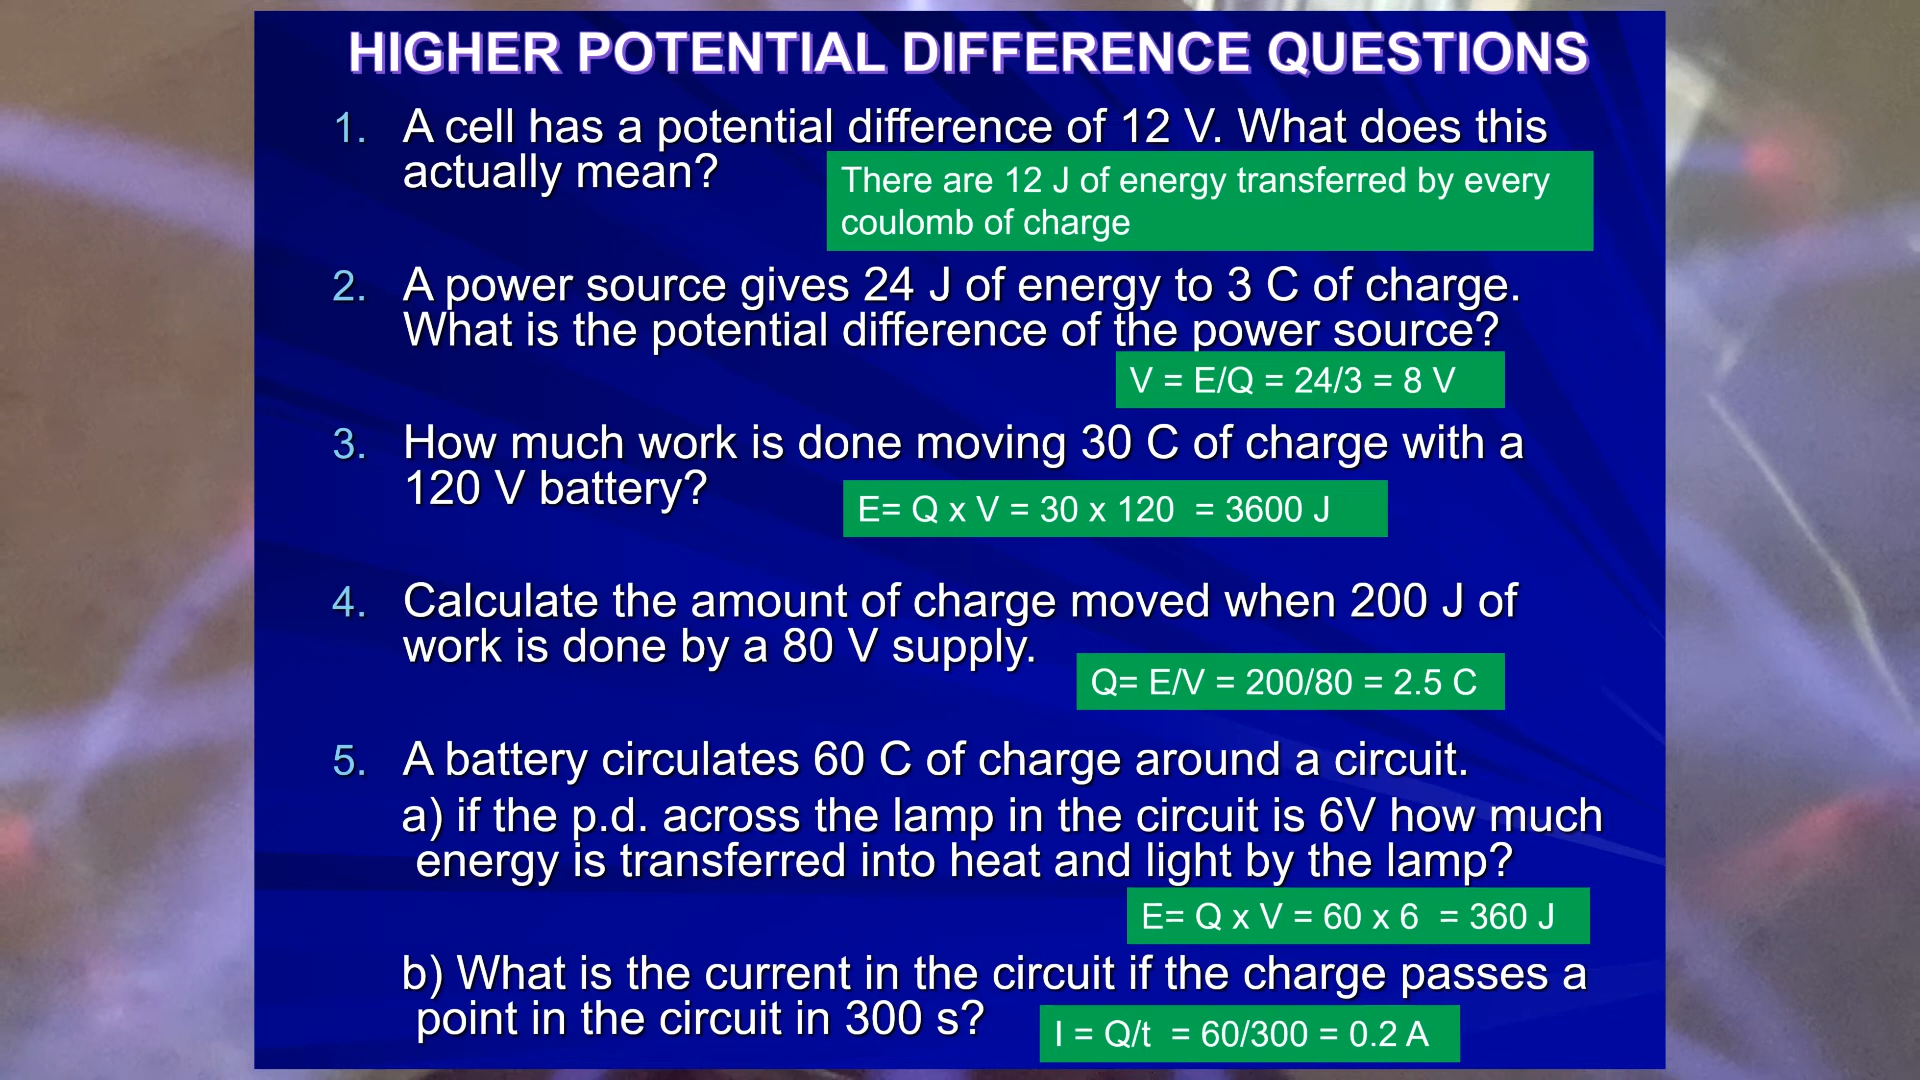 HIGHER POTENTIAL DIFFERENCE QUESTIONS
1. A cell has a potential difference of 12 V. What does this
actually mean?
There are 12 J of energy transferred by every
coulomb of charge
2. A power source gives 24 J of energy to 3 C of charge.
What is the potential difference of the power source?
V = E/Q = 24/3 = 8 V
3. How much work is done moving 30 C of charge with a
120 V battery?
E= Q x V = 30 x 120 = 3600 J
4. Calculate the amount of charge moved when 200 J of
work is done by a 80 V supply.
Q= E/V = 200/80 = 2.5 C
5. A battery circulates 60 C of charge around a circuit.
a) if the p.d. across the lamp in the circuit is 6V how much
energy is transferred into heat and light by the lamp?
E= Q x V = 60 x 6 = 360 J
b) What is the current in the circuit if the charge passes a
point in the circuit in 300 s?
I = Q/t = 60/300 = 0.2 A